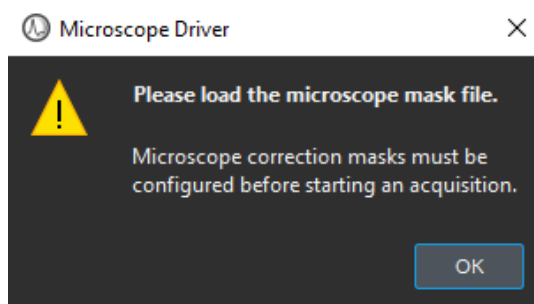 Microscope Driver
Please load the microscope mask file.
Microscope correction masks must be
configured before starting an acquisition.
OK